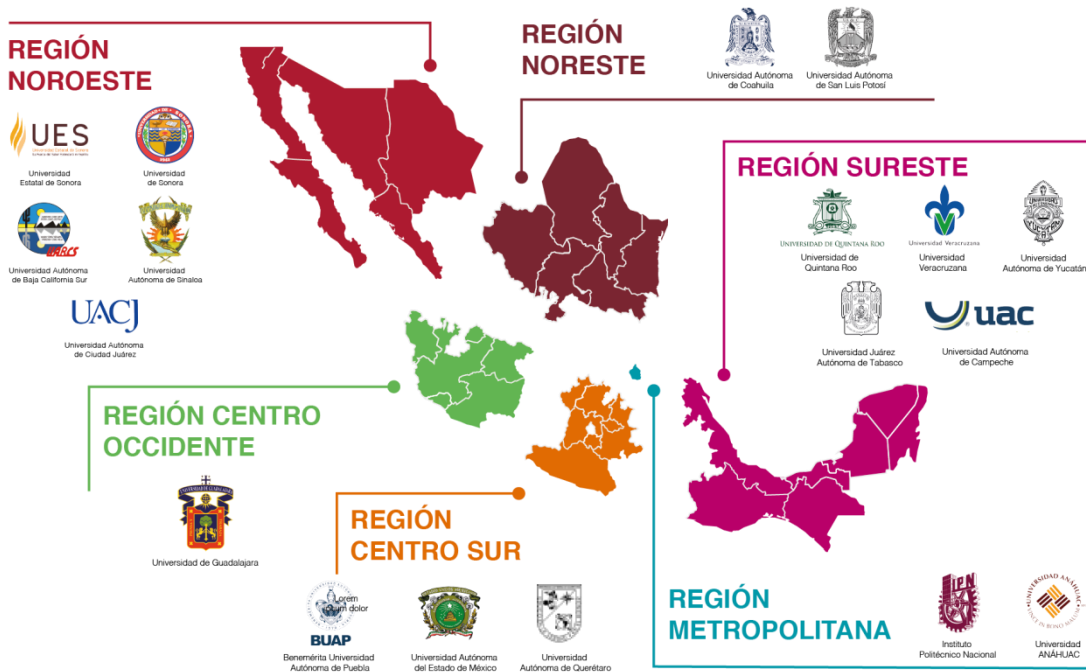 REGIÓN
NOROESTE
UES
Universidad
Estatal de Sonora
Universidad
de Sonora
UABCS
Universidad Autónoma
de Baja California Sur
Universidad
Autónoma de Sinaloa
UACJ
Universidad Autónoma
de Ciudad Juárez
REGIÓN
NORESTE
Universidad Autónoma
de Coahuila
Universidad Autónoma
de San Luis Potosí
REGIÓN SURESTE
UNIVERSIDAD DE QUINTANA ROO
Universidad de
Quintana Roo
Universidad Veracruzana
Universidad
Veracruzana
Universidad
Autónoma de Yucatán
Universidad Juárez
Autónoma de Tabasco
uac
Universidad Autónoma
de Campeche
REGIÓN CENTRO
OCCIDENTE
Universidad de Guadalajara
REGIÓN
CENTRO SUR
Lorem
dolor
BUAP
Benemérita Universidad
Autónoma de Puebla
Universidad Autónoma
del Estado de México
Universidad
Autónoma de Querétaro
REGIÓN
METROPOLITANA
IPN
Instituto
Politécnico Nacional
UNIVERSIDAD ANÁHUAC
Universidad
ANÁHUAC